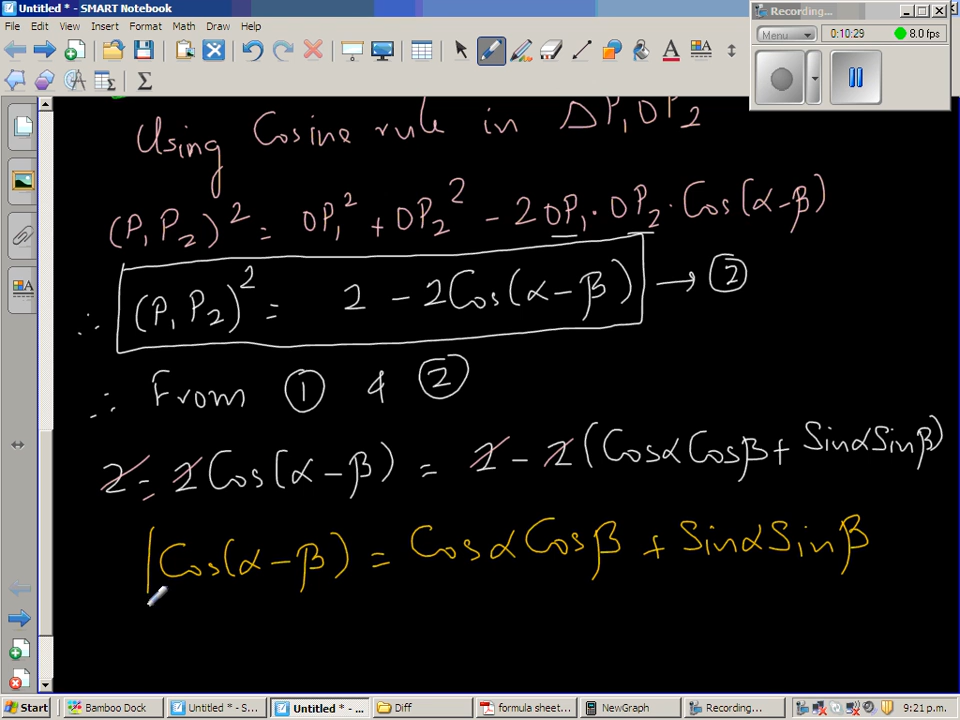 Untitled * - SMART Notebook
Recording...
File Edit View Insert Format Math Draw Help
Menu
0:10:29
8.0 fps
Using Cosine rule in ΔP₁OP₂
(P₁P₂)² = OP₁² + OP₂² - 2OP₁·OP₂·Cos(α-β)
∴ (P₁P₂)² = 2 - 2Cos(α-β) → ②
∴ From ① & ②
2 - 2Cos(α-β) = 2 - 2(CosαCosβ + SinαSinβ)
Cos(α-β) = CosαCosβ + SinαSinβ
Start
Bamboo Dock
Untitled * - S...
Untitled * - ...
Diff
formula sheet...
NewGraph
Recording...
9:21 p.m.